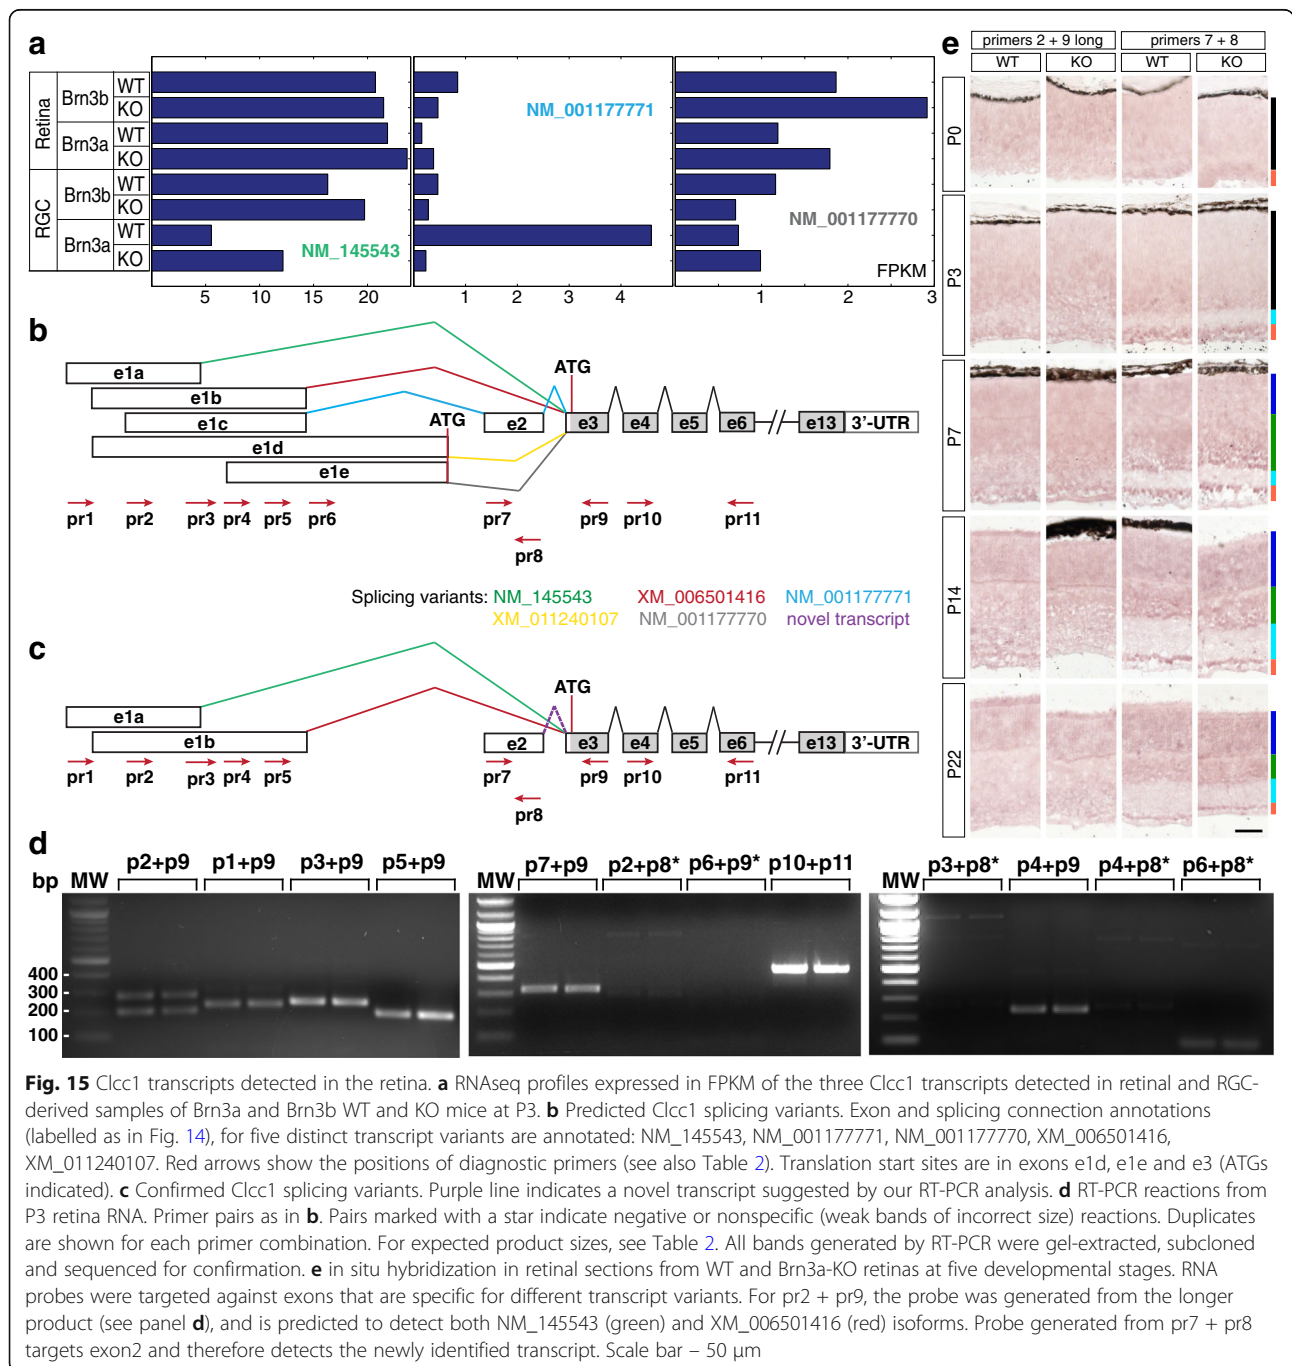 a
Retina
RGC
Brn3b
Brn3a
Brn3b
Brn3a
WT
KO
WT
KO
WT
KO
WT
KO
NM_145543
NM_001177771
NM_001177770
FPKM
5 10 15 20
1 2 3 4
1 2 3
b
e1a
e1b
e1c
e1d
e1e
ATG
ATG
e2 e3 e4 e5 e6 e13 3'-UTR
pr1 pr2 pr3 pr4 pr5 pr6 pr7 pr9 pr10 pr11
pr8
Splicing variants: NM_145543 XM_006501416 NM_001177771
XM_011240107 NM_001177770 novel transcript
c
e1a
e1b
ATG
e2 e3 e4 e5 e6 e13 3'-UTR
pr1 pr2 pr3 pr4 pr5 pr7 pr9 pr10 pr11
pr8
d
bp MW p2+p9 p1+p9 p3+p9 p5+p9
400
300
200
100
MW p7+p9 p2+p8* p6+p9* p10+p11
MW p3+p8* p4+p9 p4+p8* p6+p8*
e
primers 2 + 9 long primers 7 + 8
WT KO WT KO
P0
P3
P7
P14
P22
Fig. 15 Clcc1 transcripts detected in the retina. a RNAseq profiles expressed in FPKM of the three Clcc1 transcripts detected in retinal and RGC-
derived samples of Brn3a and Brn3b WT and KO mice at P3. b Predicted Clcc1 splicing variants. Exon and splicing connection annotations
(labelled as in Fig. 14), for five distinct transcript variants are annotated: NM_145543, NM_001177771, NM_001177770, XM_006501416,
XM_011240107. Red arrows show the positions of diagnostic primers (see also Table 2). Translation start sites are in exons e1d, e1e and e3 (ATGs
indicated). c Confirmed Clcc1 splicing variants. Purple line indicates a novel transcript suggested by our RT-PCR analysis. d RT-PCR reactions from
P3 retina RNA. Primer pairs as in b. Pairs marked with a star indicate negative or nonspecific (weak bands of incorrect size) reactions. Duplicates
are shown for each primer combination. For expected product sizes, see Table 2. All bands generated by RT-PCR were gel-extracted, subcloned
and sequenced for confirmation. e in situ hybridization in retinal sections from WT and Brn3a-KO retinas at five developmental stages. RNA
probes were targeted against exons that are specific for different transcript variants. For pr2 + pr9, the probe was generated from the longer
product (see panel d), and is predicted to detect both NM_145543 (green) and XM_006501416 (red) isoforms. Probe generated from pr7 + pr8
targets exon2 and therefore detects the newly identified transcript. Scale bar – 50 μm